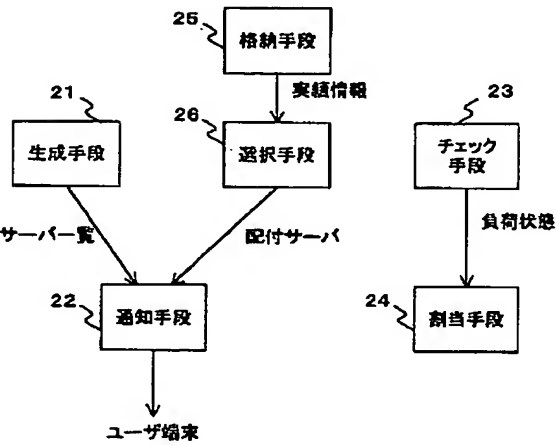 25
格納手段
実績情報
21
26
23
生成手段
選択手段
チェック
手段
サーバ一覧
配付サーバ
負荷状態
22
通知手段
24
割当手段
ユーザ端末